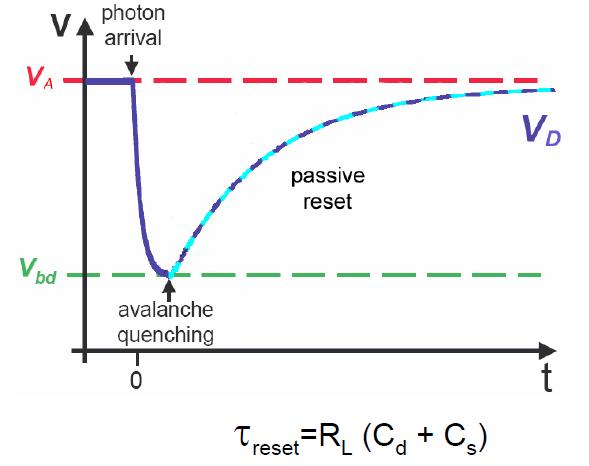 V
photon
arrival
V_A
V_D
passive
reset
V_bd
avalanche
quenching
0
t
τ_reset=R_L (C_d + C_s)